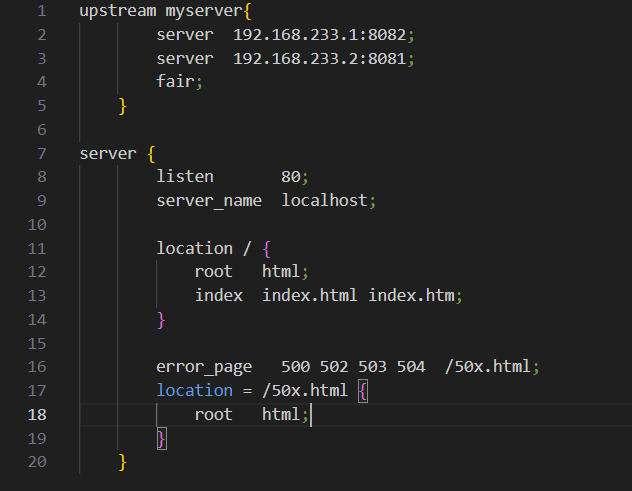 1 upstream myserver{
2 server  192.168.233.1:8082;
3 server  192.168.233.2:8081;
4 fair;
5 }
6
7 server {
8 listen       80;
9 server_name  localhost;
10
11 location / {
12 root   html;
13 index  index.html index.htm;
14 }
15
16 error_page   500 502 503 504  /50x.html;
17 location = /50x.html {
18 root   html;
19 }
20 }